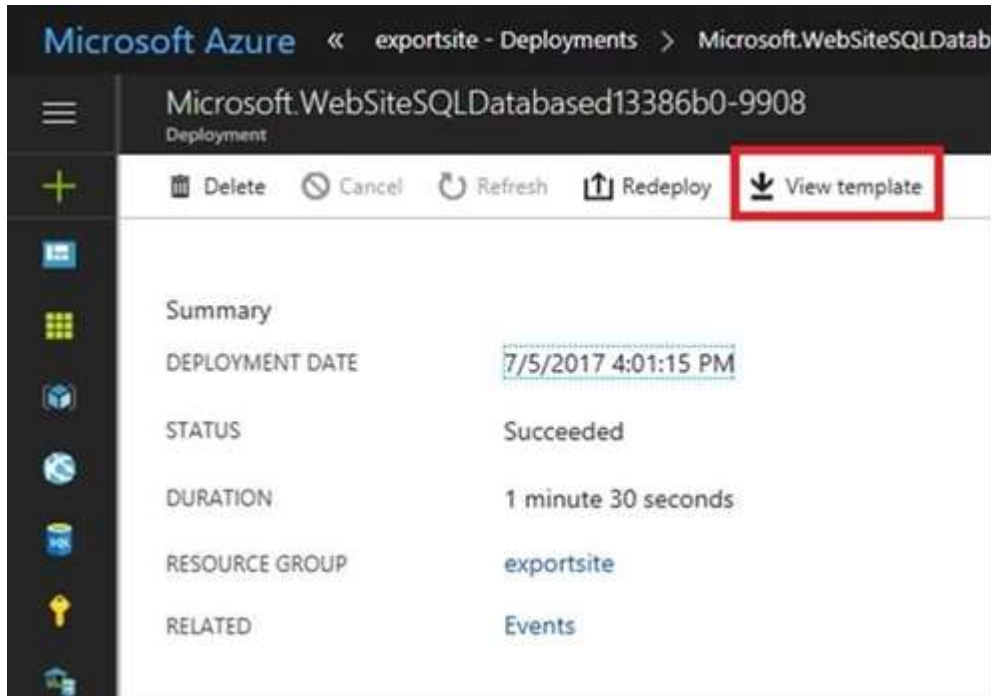 Microsoft Azure « exportsite - Deployments > Microsoft.WebSiteSQLDatab
Microsoft.WebSiteSQLDatabased13386b0-9908
Deployment
Delete Cancel Refresh Redeploy View template
Summary
DEPLOYMENT DATE 7/5/2017 4:01:15 PM
STATUS Succeeded
DURATION 1 minute 30 seconds
RESOURCE GROUP exportsite
RELATED Events
SQL